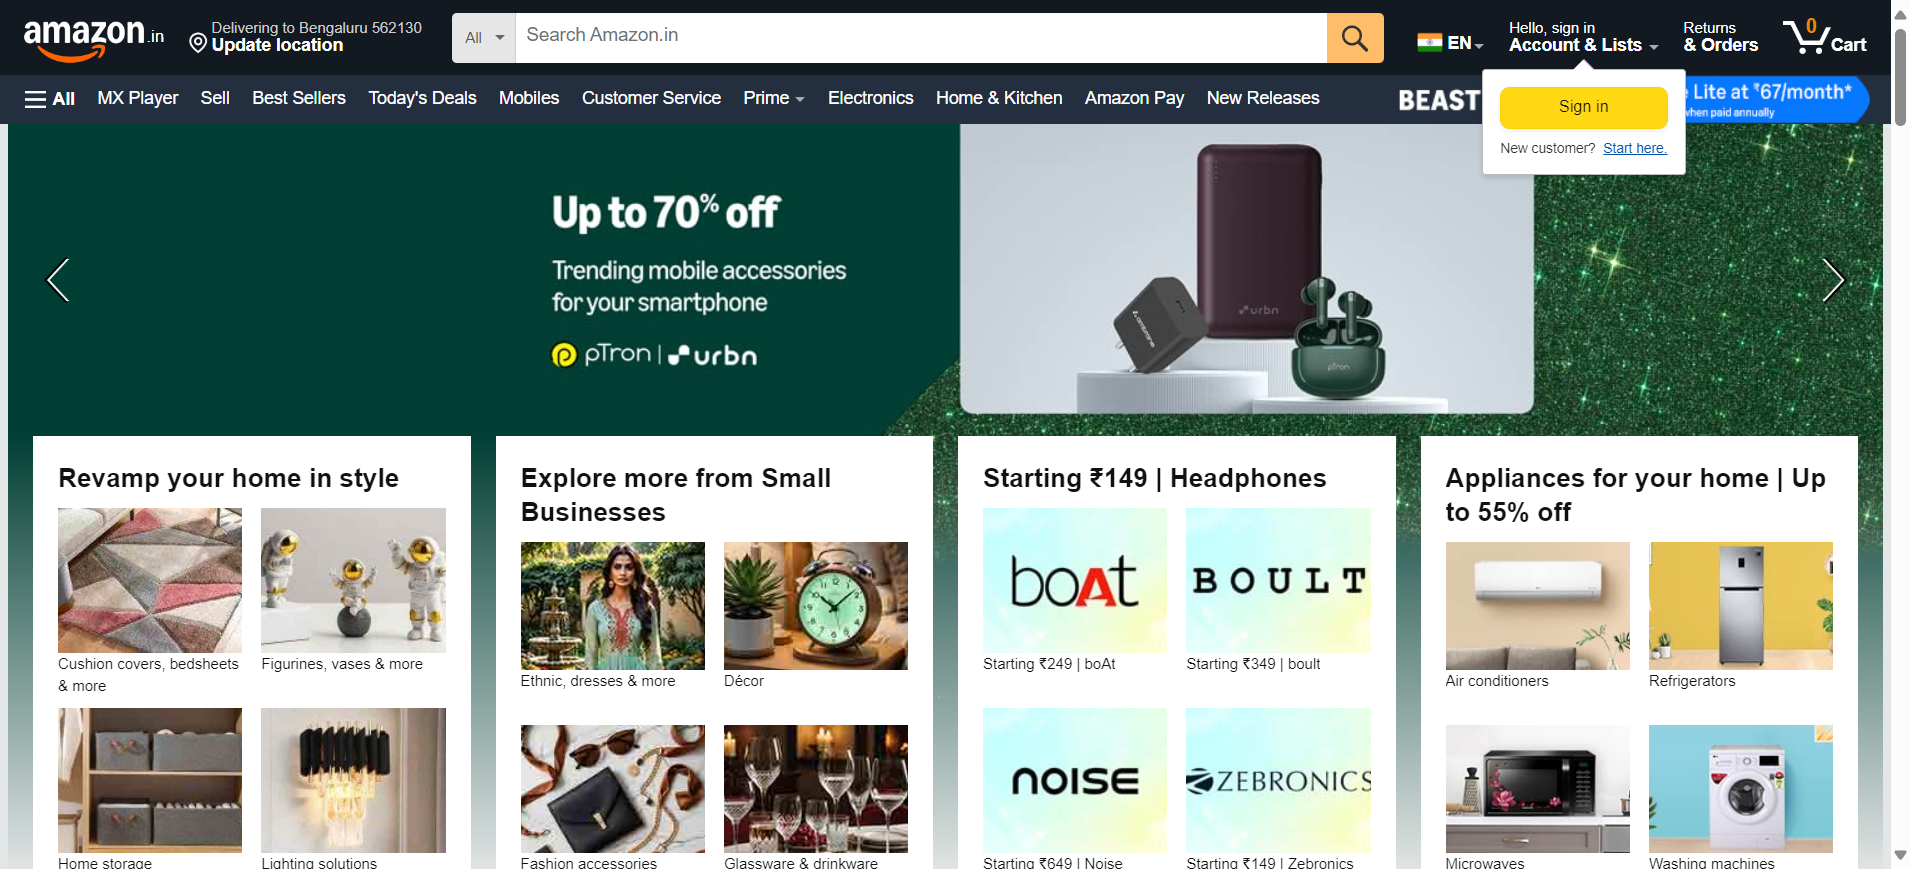 amazon.in
Delivering to Bengaluru 562130
Update location
All
Search Amazon.in
EN
Hello, sign in
Account & Lists
Returns
& Orders
0
Cart
All
MX Player
Sell
Best Sellers
Today's Deals
Mobiles
Customer Service
Prime
Electronics
Home & Kitchen
Amazon Pay
New Releases
BEAST
Lite at ₹67/month*
when paid annually
Sign in
New customer? Start here.
Up to 70% off
Trending mobile accessories
for your smartphone
pTron | urbn
urbn
ambrane
pTron
Revamp your home in style
Cushion covers, bedsheets
& more
Figurines, vases & more
Home storage
Lighting solutions
Explore more from Small
Businesses
Ethnic, dresses & more
Décor
Fashion accessories
Glassware & drinkware
Starting ₹149 | Headphones
boAt
BOULT
Starting ₹249 | boAt
Starting ₹349 | boult
noise
ZEBRONICS
Starting ₹649 | Noise
Starting ₹149 | Zebronics
Appliances for your home | Up
to 55% off
Air conditioners
Refrigerators
Microwaves
Washing machines